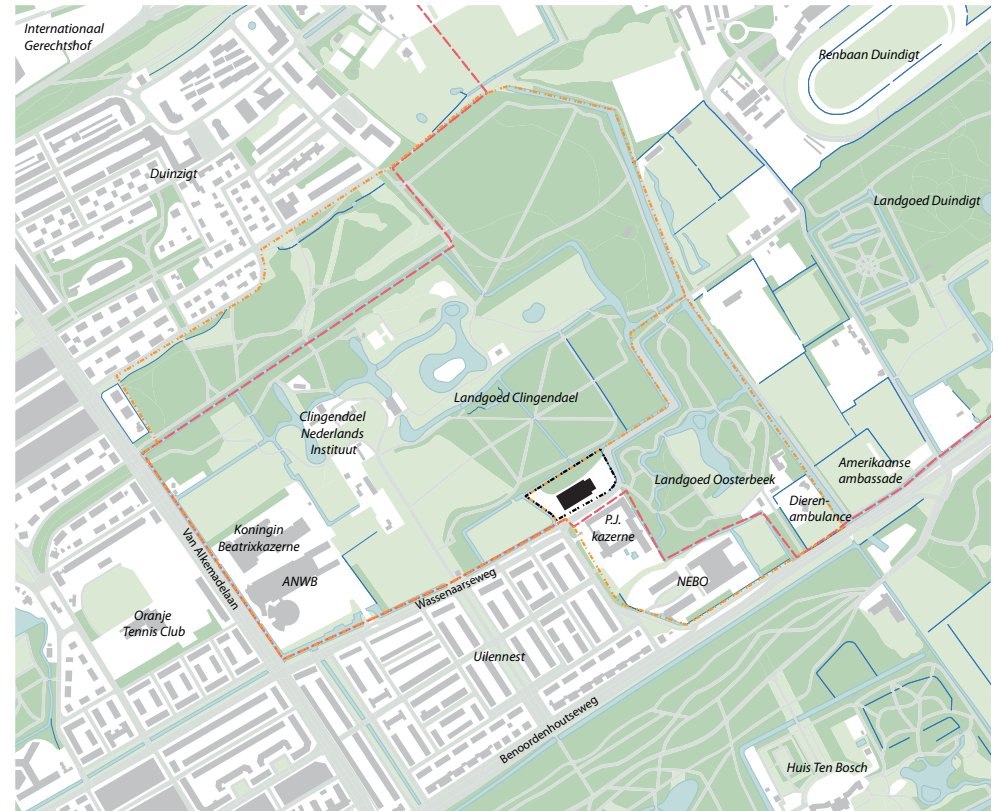 Internationaal
Gerechtshof
Renbaan Duindigt
Duinzigt
Landgoed Duindigt
Landgoed Clingendael
Clingendael
Nederlands
Instituut
Amerikaanse
ambassade
Landgoed Oosterbeek
Dieren-
ambulance
P.J.
kazerne
Koningin
Beatrixkazerne
ANWB
NEBO
Van Alkemadelaan
Wassenaarseweg
Oranje
Tennis Club
Uilennest
Benoordenhoutseweg
Huis Ten Bosch